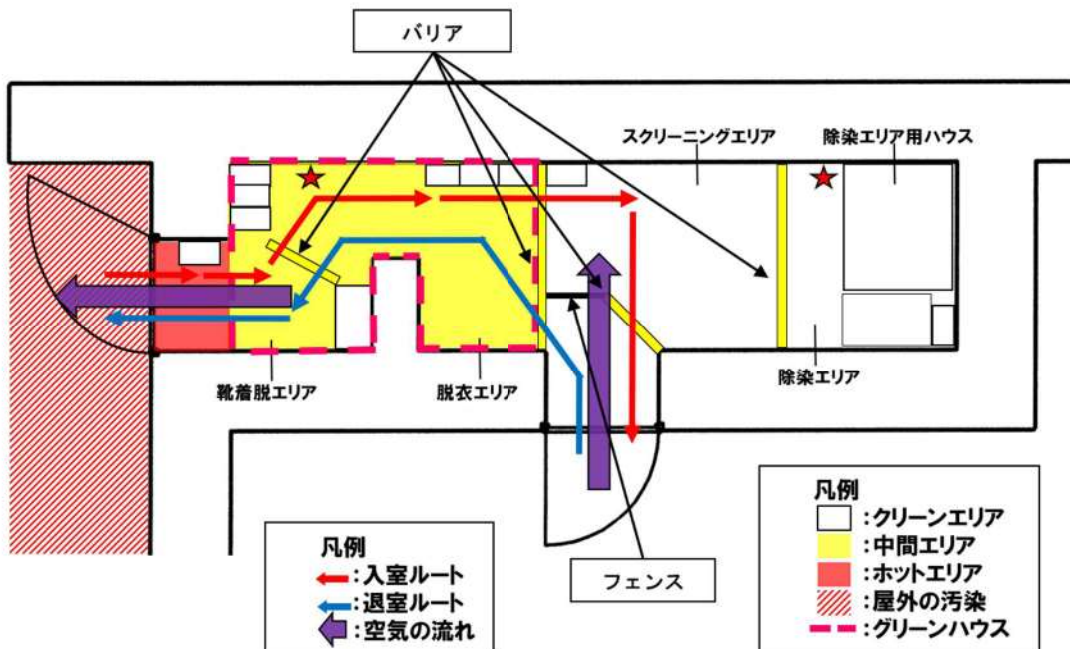 バリア
スクリーニングエリア
除染エリア用ハウス
靴着脱エリア
脱衣エリア
除染エリア
フェンス
凡例
:入室ルート
:退室ルート
:空気の流れ
凡例
:クリーンエリア
:中間エリア
:ホットエリア
:屋外の汚染
:グリーンハウス